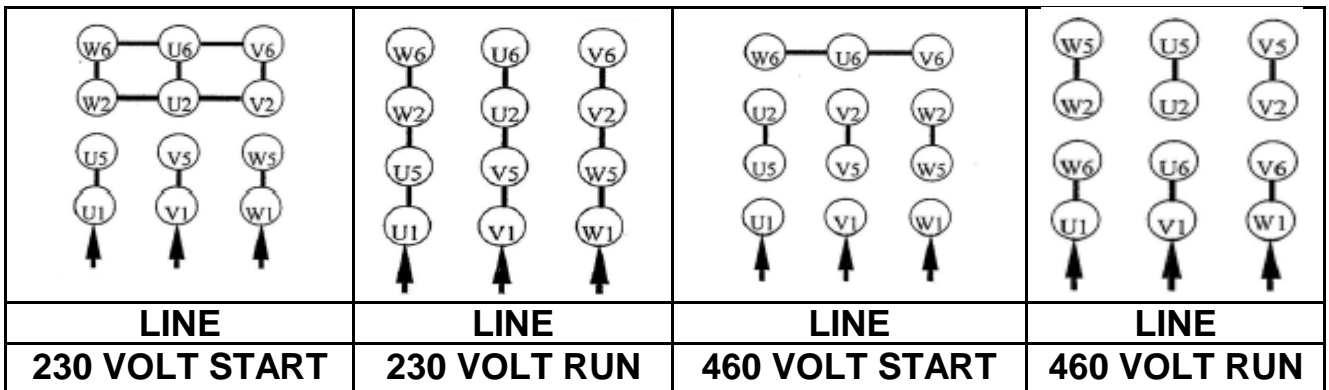 W6 U6 V6
W2 U2 V2
U5 V5 W5
U1 V1 W1
LINE
230 VOLT START
W6 U6 V6
W2 U2 V2
U5 V5 W5
U1 V1 W1
LINE
230 VOLT RUN
W6 U6 V6
U2 V2 W2
U5 V5 W5
U1 V1 W1
LINE
460 VOLT START
W5 U5 V5
W2 U2 V2
W6 U6 V6
U1 V1 W1
LINE
460 VOLT RUN